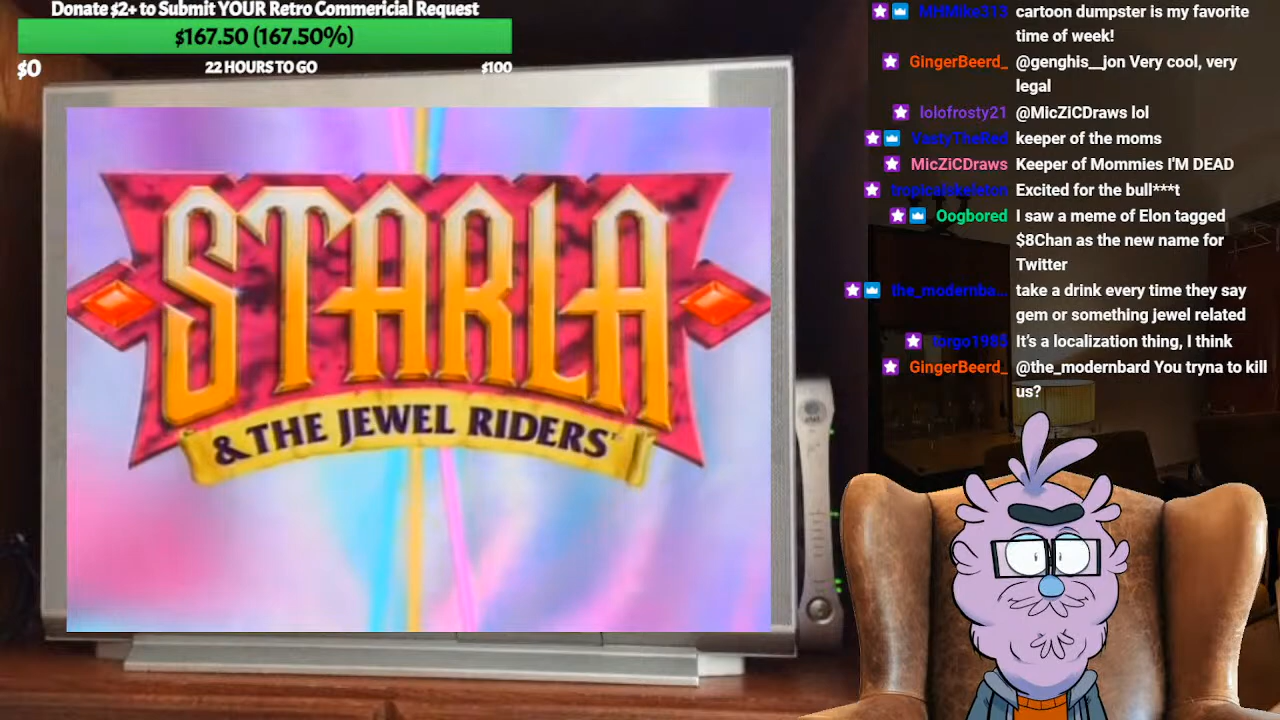 Donate $2+ to Submit YOUR Retro Commericial Request
$167.50 (167.50%)
$0
22 HOURS TO GO
$100
STARLA
& THE JEWEL RIDERS™
MHMike313 cartoon dumpster is my favorite
time of week!
GingerBeerd_ @genghis__jon Very cool, very
legal
lolofrosty21 @MicZiCDraws lol
VastyTheRed keeper of the moms
MicZiCDraws Keeper of Mommies I'M DEAD
tropicalskeleton Excited for the bull***t
Oogbored I saw a meme of Elon tagged
$8Chan as the new name for
Twitter
the_modernba... take a drink every time they say
gem or something jewel related
torgo1985 It's a localization thing, I think
GingerBeerd_ @the_modernbard You tryna to kill
us?